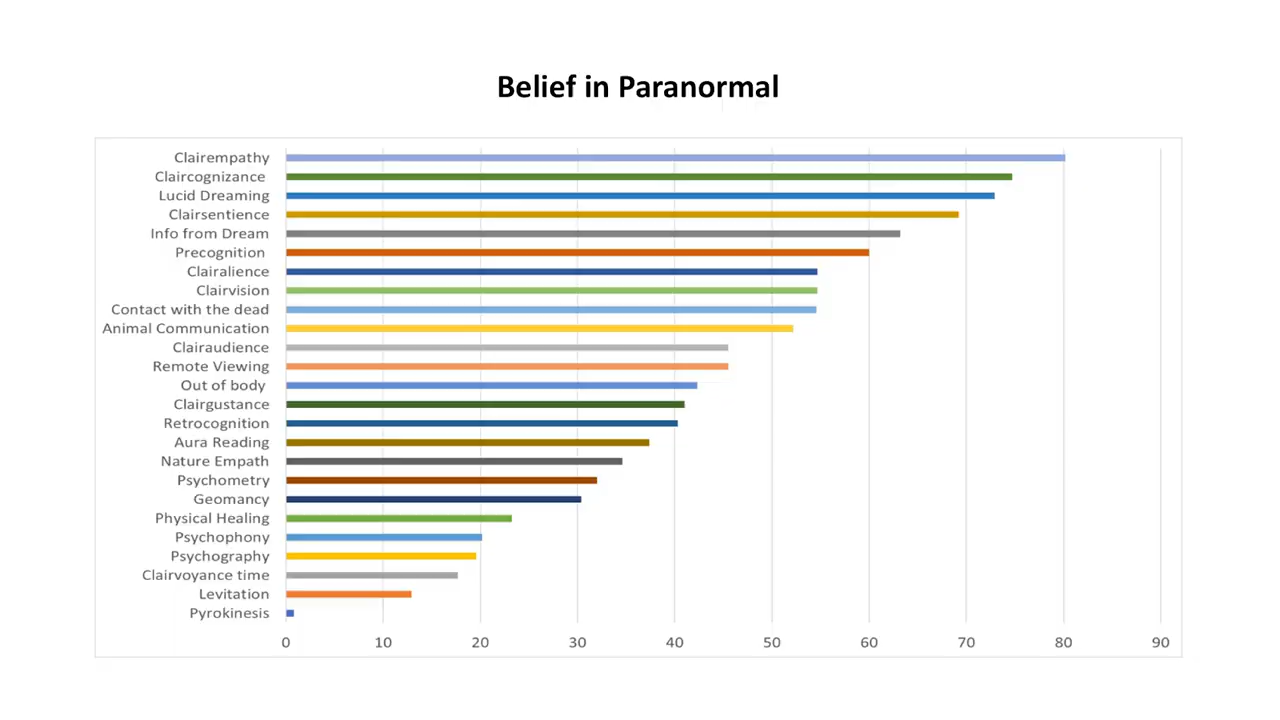 Belief in Paranormal
Clairempathy
Claircognizance
Lucid Dreaming
Clairsentience
Info from Dream
Precognition
Clairalience
Clairvision
Contact with the dead
Animal Communication
Clairaudience
Remote Viewing
Out of body
Clairgustance
Retrocognition
Aura Reading
Nature Empath
Psychometry
Geomancy
Physical Healing
Psychophony
Psychography
Clairvoyance time
Levitation
Pyrokinesis
0 10 20 30 40 50 60 70 80 90